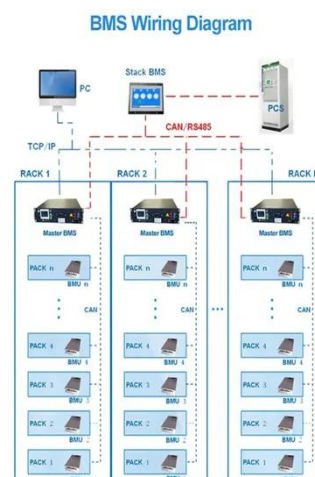 BMS Wiring Diagram
Stack BMS
PC
PCS
CAN/RS485
TCP/IP
RACK 1
RACK 2
RACK
Master BMS
Master BMS
Master BMS
PACK n
BMU n
PACK n
BMU n
PACK n
BMU n
CAN
CAN
CAN
PACK 4
BMU 4
PACK 4
BMU 4
PACK 4
BMU 4
PACK 3
BMU 3
PACK 3
BMU 3
PACK 3
BMU 3
PACK 2
BMU 2
PACK 2
BMU 2
PACK 2
BMU 2
PACK 1
PACK 1
PACK 1